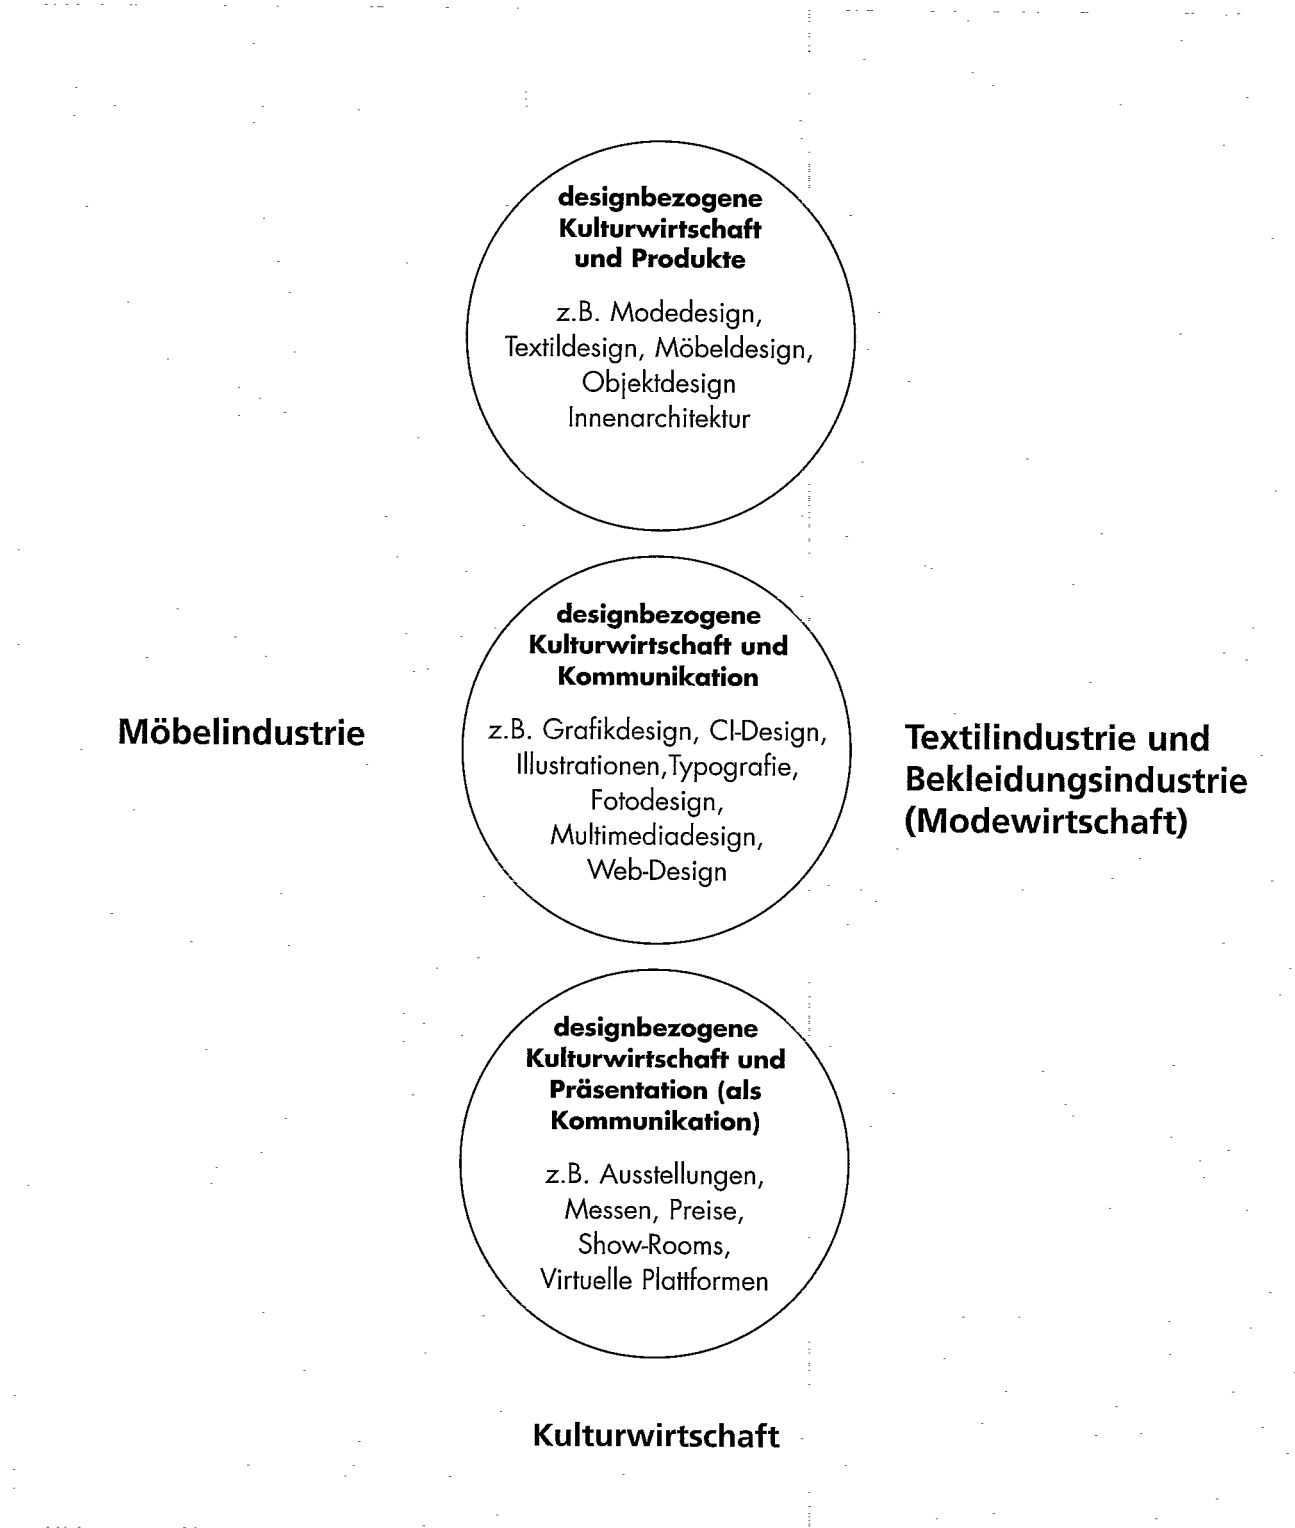 designbezogene
Kulturwirtschaft
und Produkte
z.B. Modedesign,
Textildesign, Möbeldesign,
Objektdesign
Innenarchitektur
designbezogene
Kulturwirtschaft und
Kommunikation
z.B. Grafikdesign, CI-Design,
Illustrationen,Typografie,
Fotodesign,
Multimediadesign,
Web-Design
Möbelindustrie
Textilindustrie und
Bekleidungsindustrie
(Modewirtschaft)
designbezogene
Kulturwirtschaft und
Präsentation (als
Kommunikation)
z.B. Ausstellungen,
Messen, Preise,
Show-Rooms,
Virtuelle Plattformen
Kulturwirtschaft